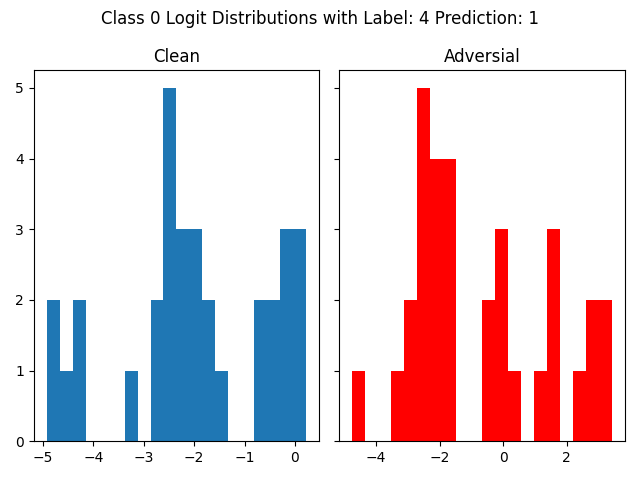 Class 0 Logit Distributions with Label: 4 Prediction: 1
Clean
Adversial
5
4
3
2
1
0
−5 −4 −3 −2 −1 0
−4 −2 0 2